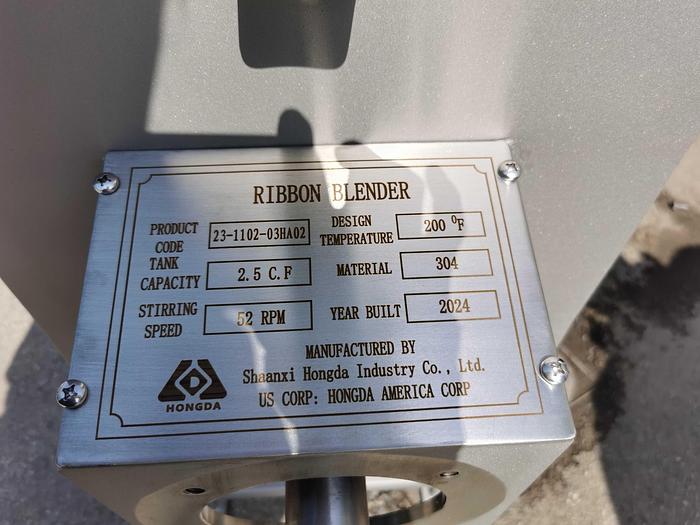 RIBBON BLENDER
PRODUCT CODE 23-1102-03HA02 DESIGN TEMPERATURE 200 ⁰F
TANK CAPACITY 2.5 C.F MATERIAL 304
STIRRING SPEED 52 RPM YEAR BUILT 2024
MANUFACTURED BY
Shaanxi Hongda Industry Co., Ltd.
US CORP: HONGDA AMERICA CORP
HONGDA